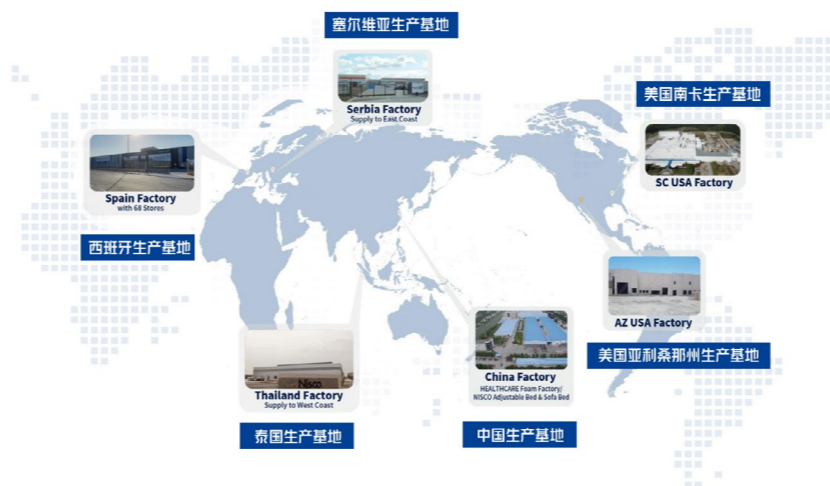 塞尔维亚生产基地
Serbia Factory
Supply to East Coast
美国南卡生产基地
SC USA Factory
Spain Factory
with 68 Stores
西班牙生产基地
AZ USA Factory
美国亚利桑那州生产基地
Nisco
Thailand Factory
Supply to West Coast
泰国生产基地
China Factory
HEALTHCARE Foam Factory/
NISCO Adjustable Bed & Sofa Bed
中国生产基地